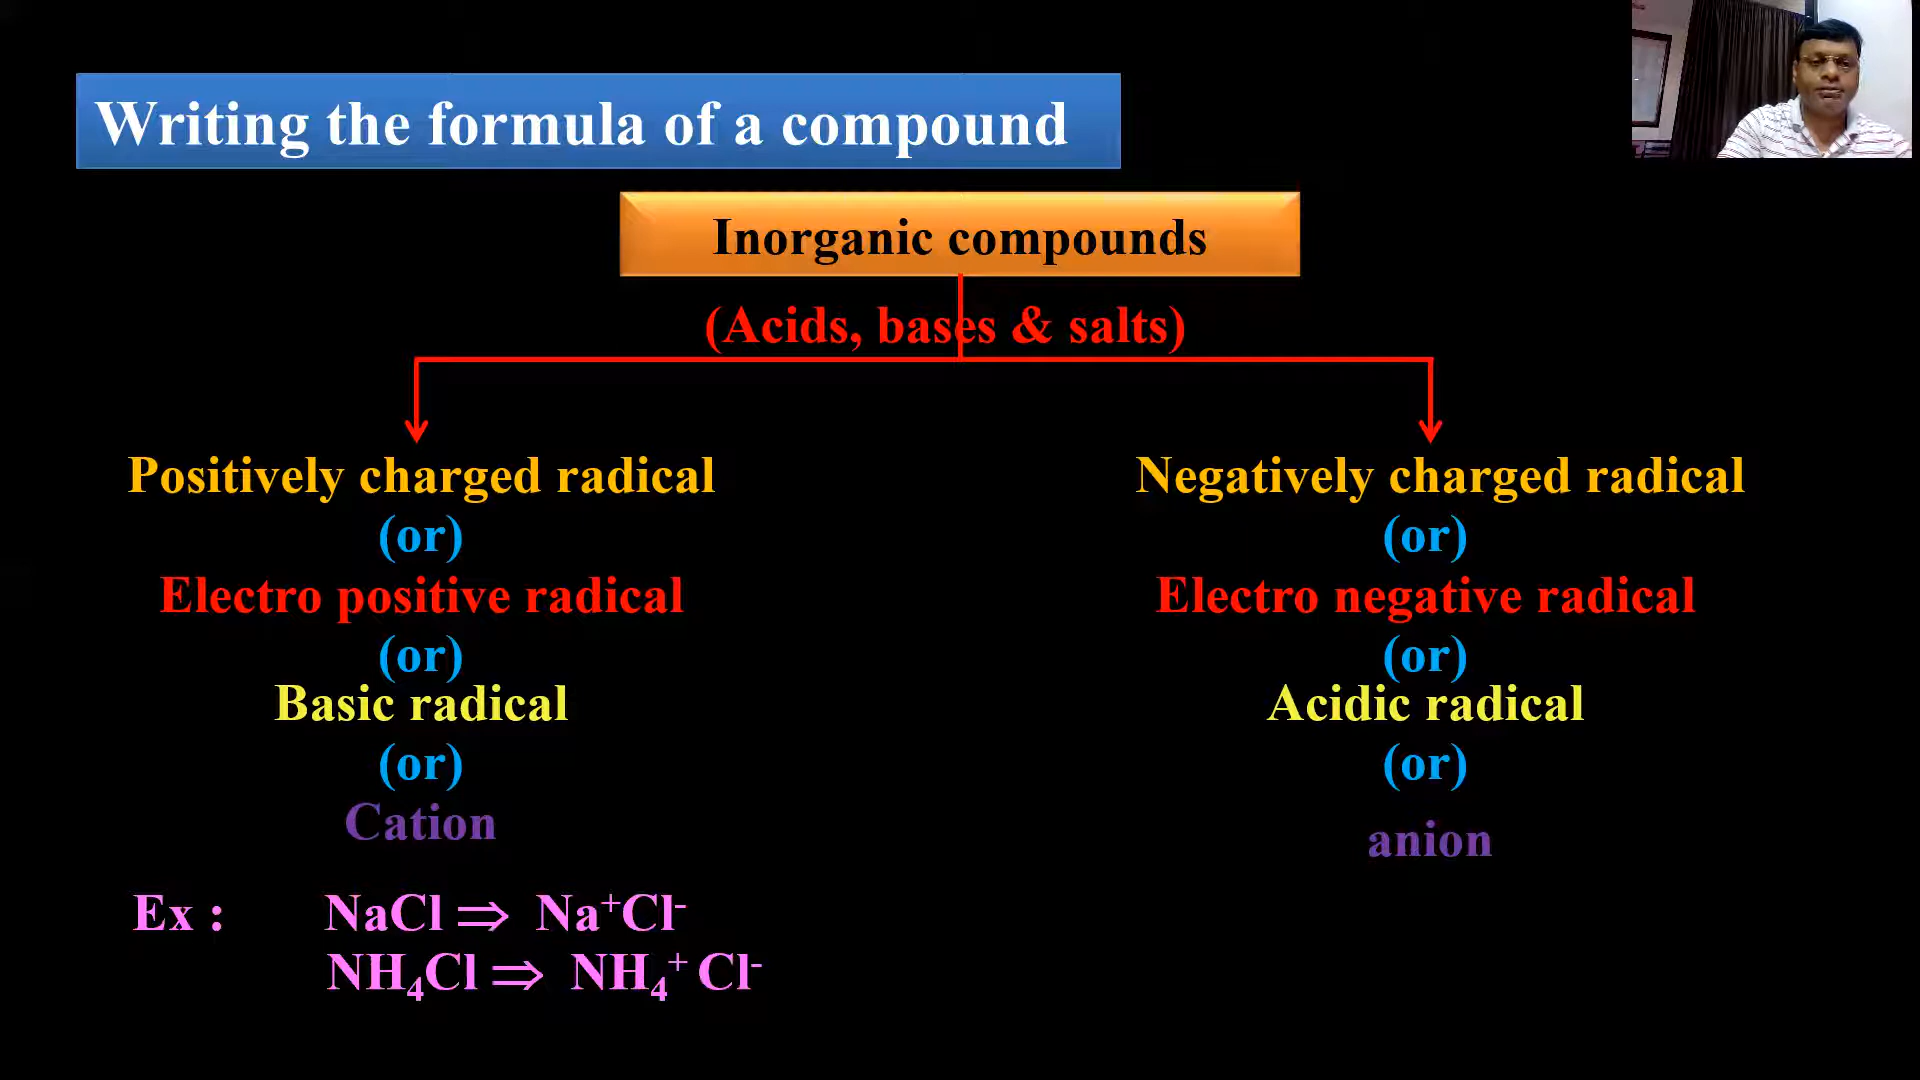 Writing the formula of a compound
Inorganic compounds
(Acids, bases & salts)
Positively charged radical
(or)
Electro positive radical
(or)
Basic radical
(or)
Cation
Negatively charged radical
(or)
Electro negative radical
(or)
Acidic radical
(or)
anion
Ex : NaCl ⇒ Na⁺Cl⁻
NH₄Cl ⇒ NH₄⁺ Cl⁻